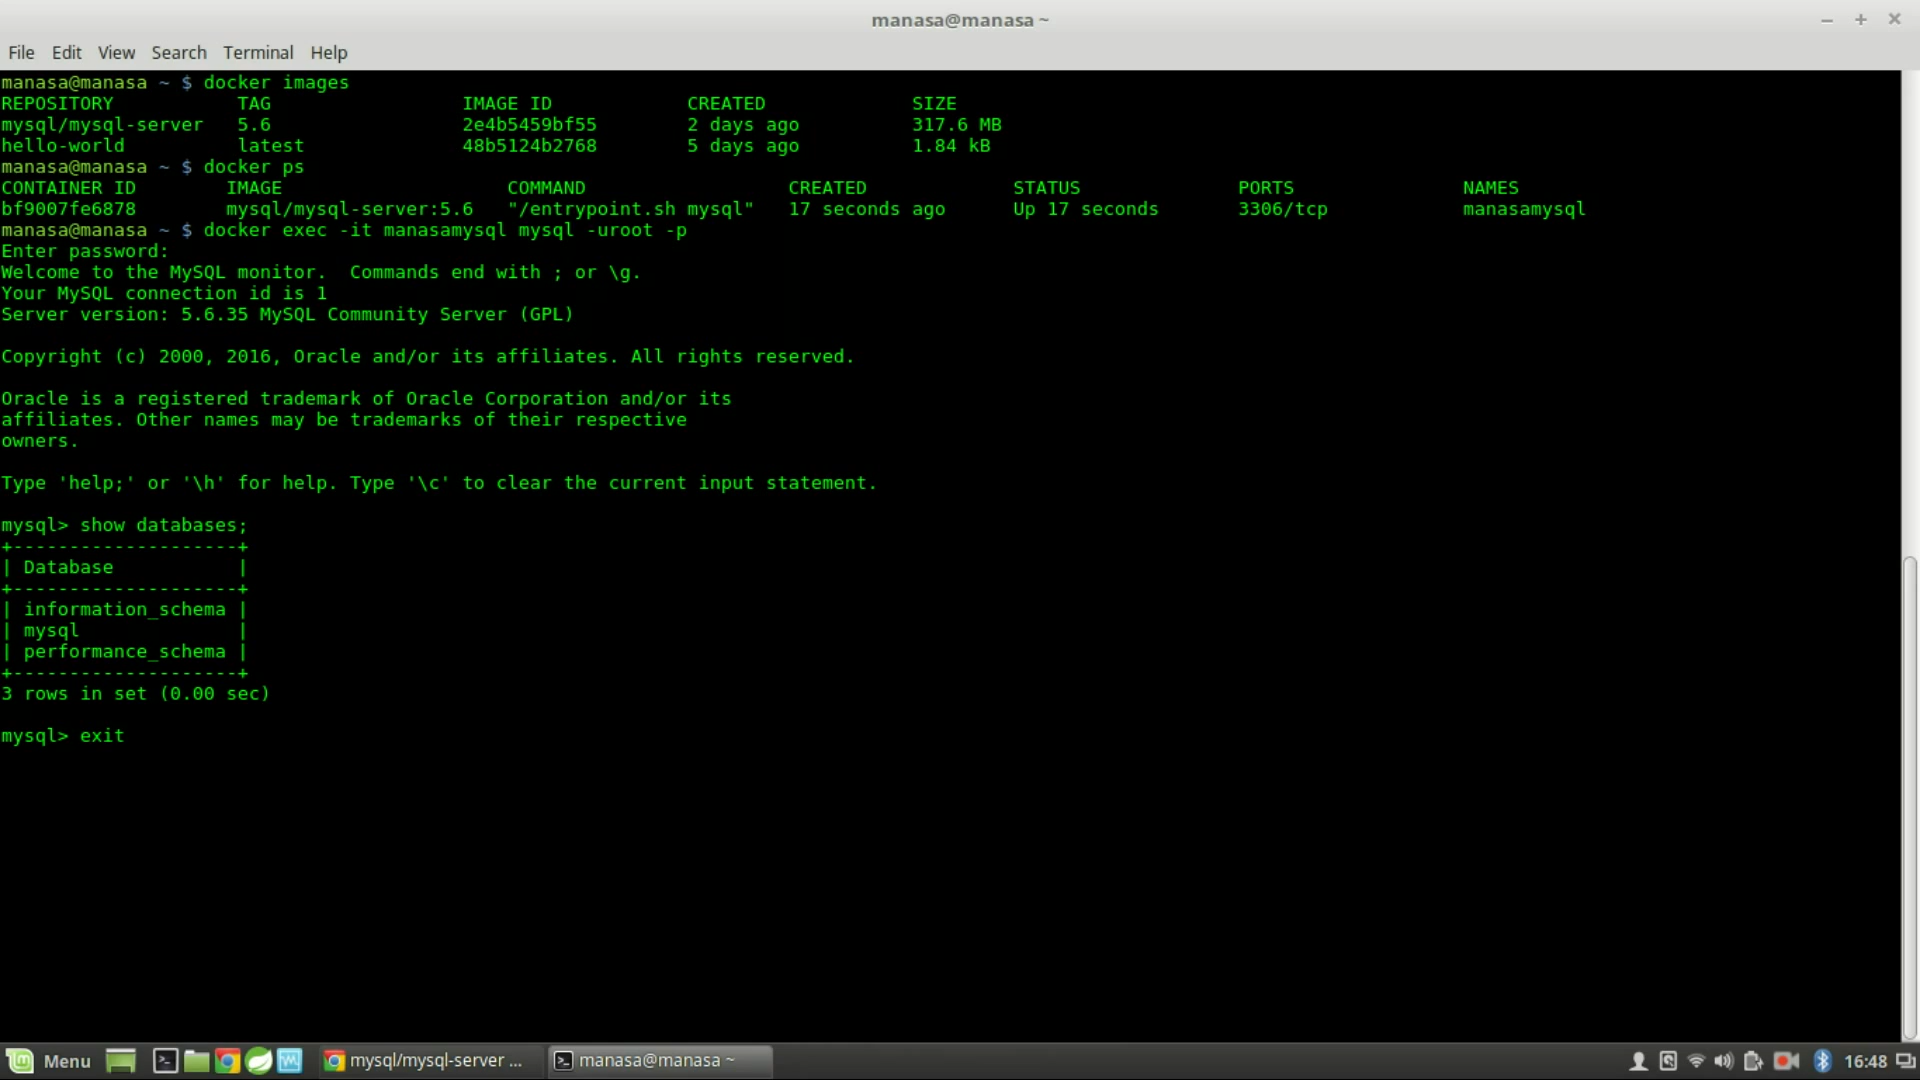 manasa@manasa ~
File Edit View Search Terminal Help
manasa@manasa ~ $ docker images
REPOSITORY           TAG                 IMAGE ID            CREATED             SIZE
mysql/mysql-server   5.6                 2e4b5459bf55        2 days ago          317.6 MB
hello-world          latest              48b5124b2768        5 days ago          1.84 kB
manasa@manasa ~ $ docker ps
CONTAINER ID        IMAGE                    COMMAND                  CREATED             STATUS              PORTS               NAMES
bf9007fe6878        mysql/mysql-server:5.6   "/entrypoint.sh mysql"   17 seconds ago      Up 17 seconds       3306/tcp            manasamysql
manasa@manasa ~ $ docker exec -it manasamysql mysql -uroot -p
Enter password:
Welcome to the MySQL monitor.  Commands end with ; or \g.
Your MySQL connection id is 1
Server version: 5.6.35 MySQL Community Server (GPL)
Copyright (c) 2000, 2016, Oracle and/or its affiliates. All rights reserved.
Oracle is a registered trademark of Oracle Corporation and/or its
affiliates. Other names may be trademarks of their respective
owners.
Type 'help;' or '\h' for help. Type '\c' to clear the current input statement.
mysql> show databases;
+--------------------+
| Database           |
+--------------------+
| information_schema |
| mysql              |
| performance_schema |
+--------------------+
3 rows in set (0.00 sec)
mysql> exit
Menu mysql/mysql-server ... manasa@manasa ~ 16:48